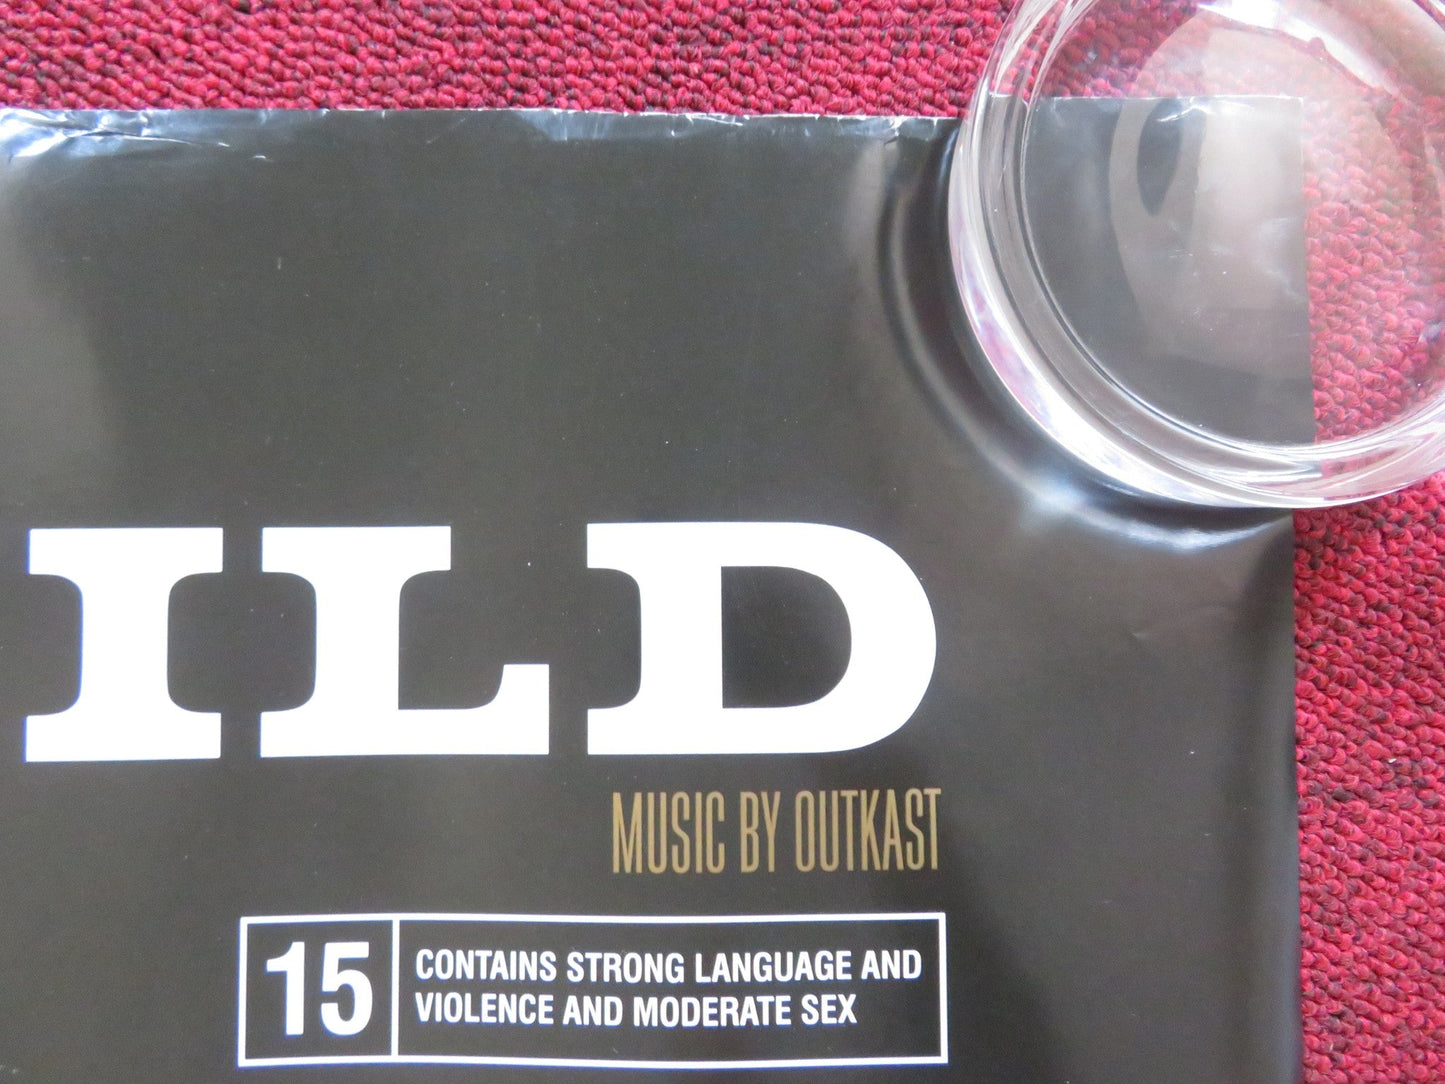 ILD
MUSIC BY OUTKAST
15
CONTAINS STRONG LANGUAGE AND
VIOLENCE AND MODERATE SEX